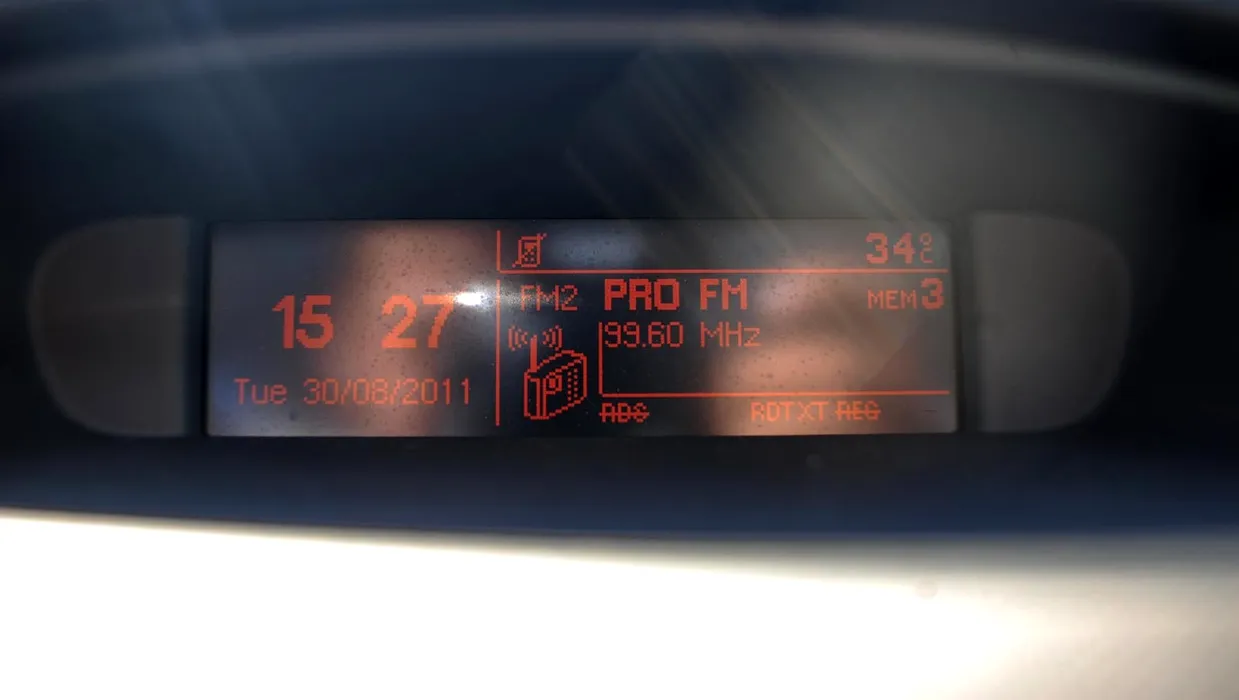 34°C
15 27
FM2 PRO FM MEM3
99.60 MHz
Tue 30/08/2011
RDS RDTXT REG